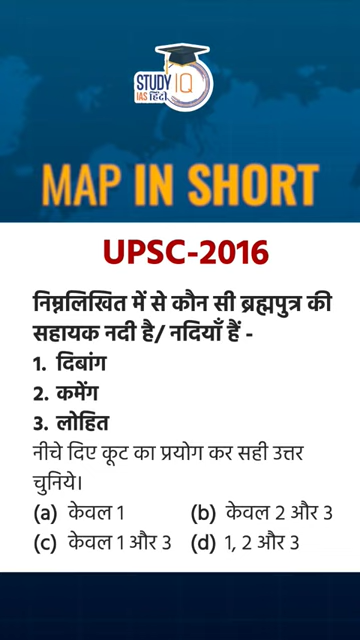 STUDY IQ
IAS हिंदी
MAP IN SHORT
UPSC-2016
निम्नलिखित में से कौन सी ब्रह्मपुत्र की
सहायक नदी है/ नदियाँ हैं -
1. दिबांग
2. कमेंग
3. लोहित
नीचे दिए कूट का प्रयोग कर सही उत्तर
चुनिये।
(a) केवल 1 (b) केवल 2 और 3
(c) केवल 1 और 3 (d) 1, 2 और 3